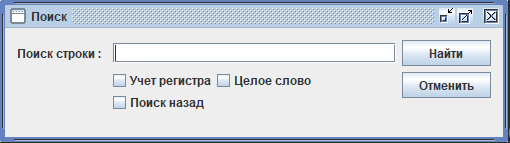 Поиск
Поиск строки :
Найти
Учет регистра
Целое слово
Отменить
Поиск назад